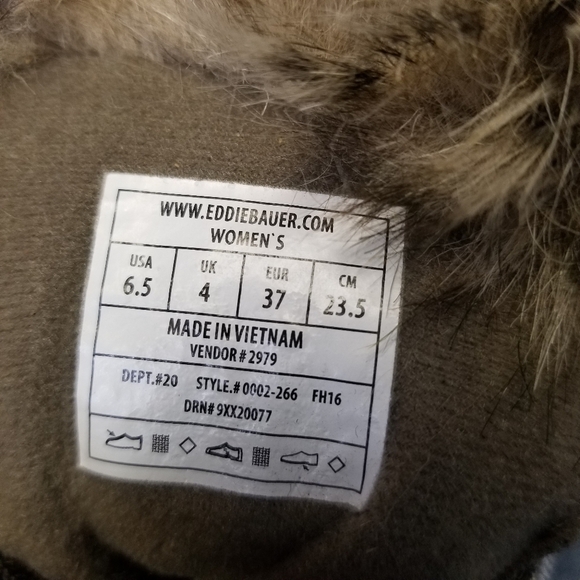 WWW.EDDIEBAUER.COM
WOMEN`S
USA UK EUR CM
6.5 4 37 23.5
MADE IN VIETNAM
VENDOR # 2979
DEPT.#20 STYLE.# 0002-266 FH16
DRN# 9XX20077